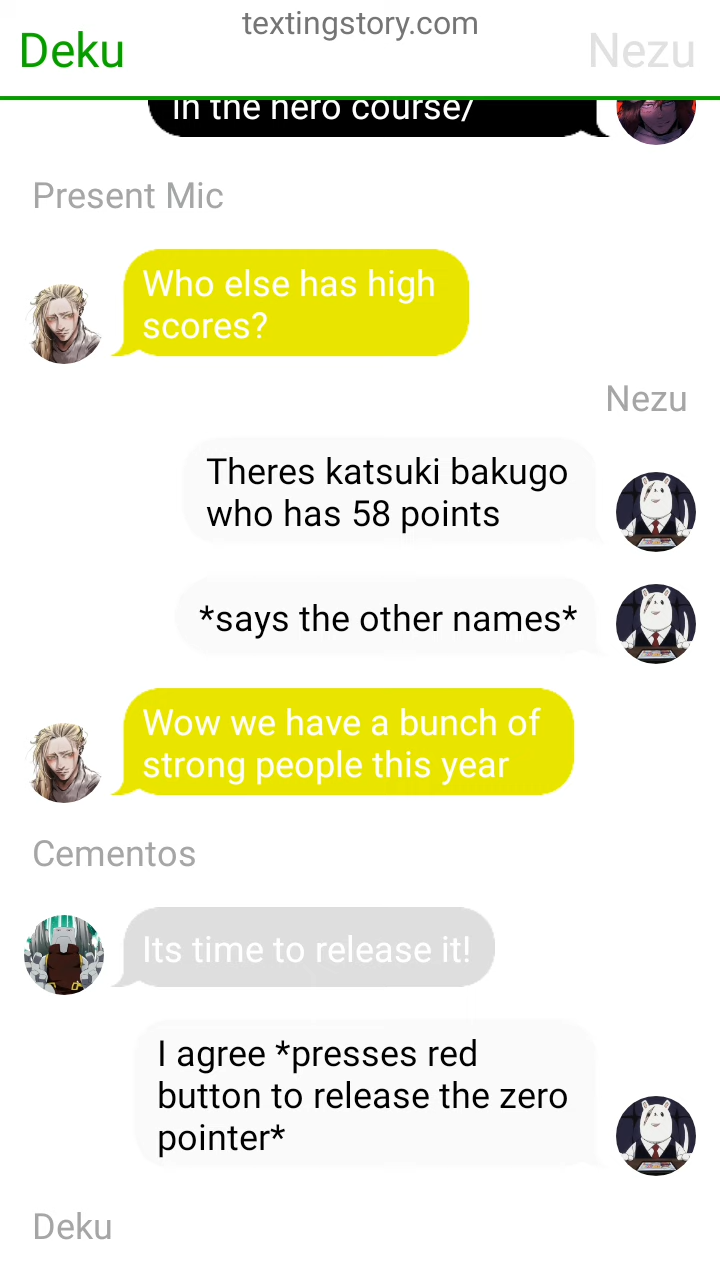 textingstory.com
Deku
Nezu
in the hero course/
Present Mic
Who else has high
scores?
Nezu
Theres katsuki bakugo
who has 58 points
*says the other names*
Wow we have a bunch of
strong people this year
Cementos
Its time to release it!
I agree *presses red
button to release the zero
pointer*
Deku